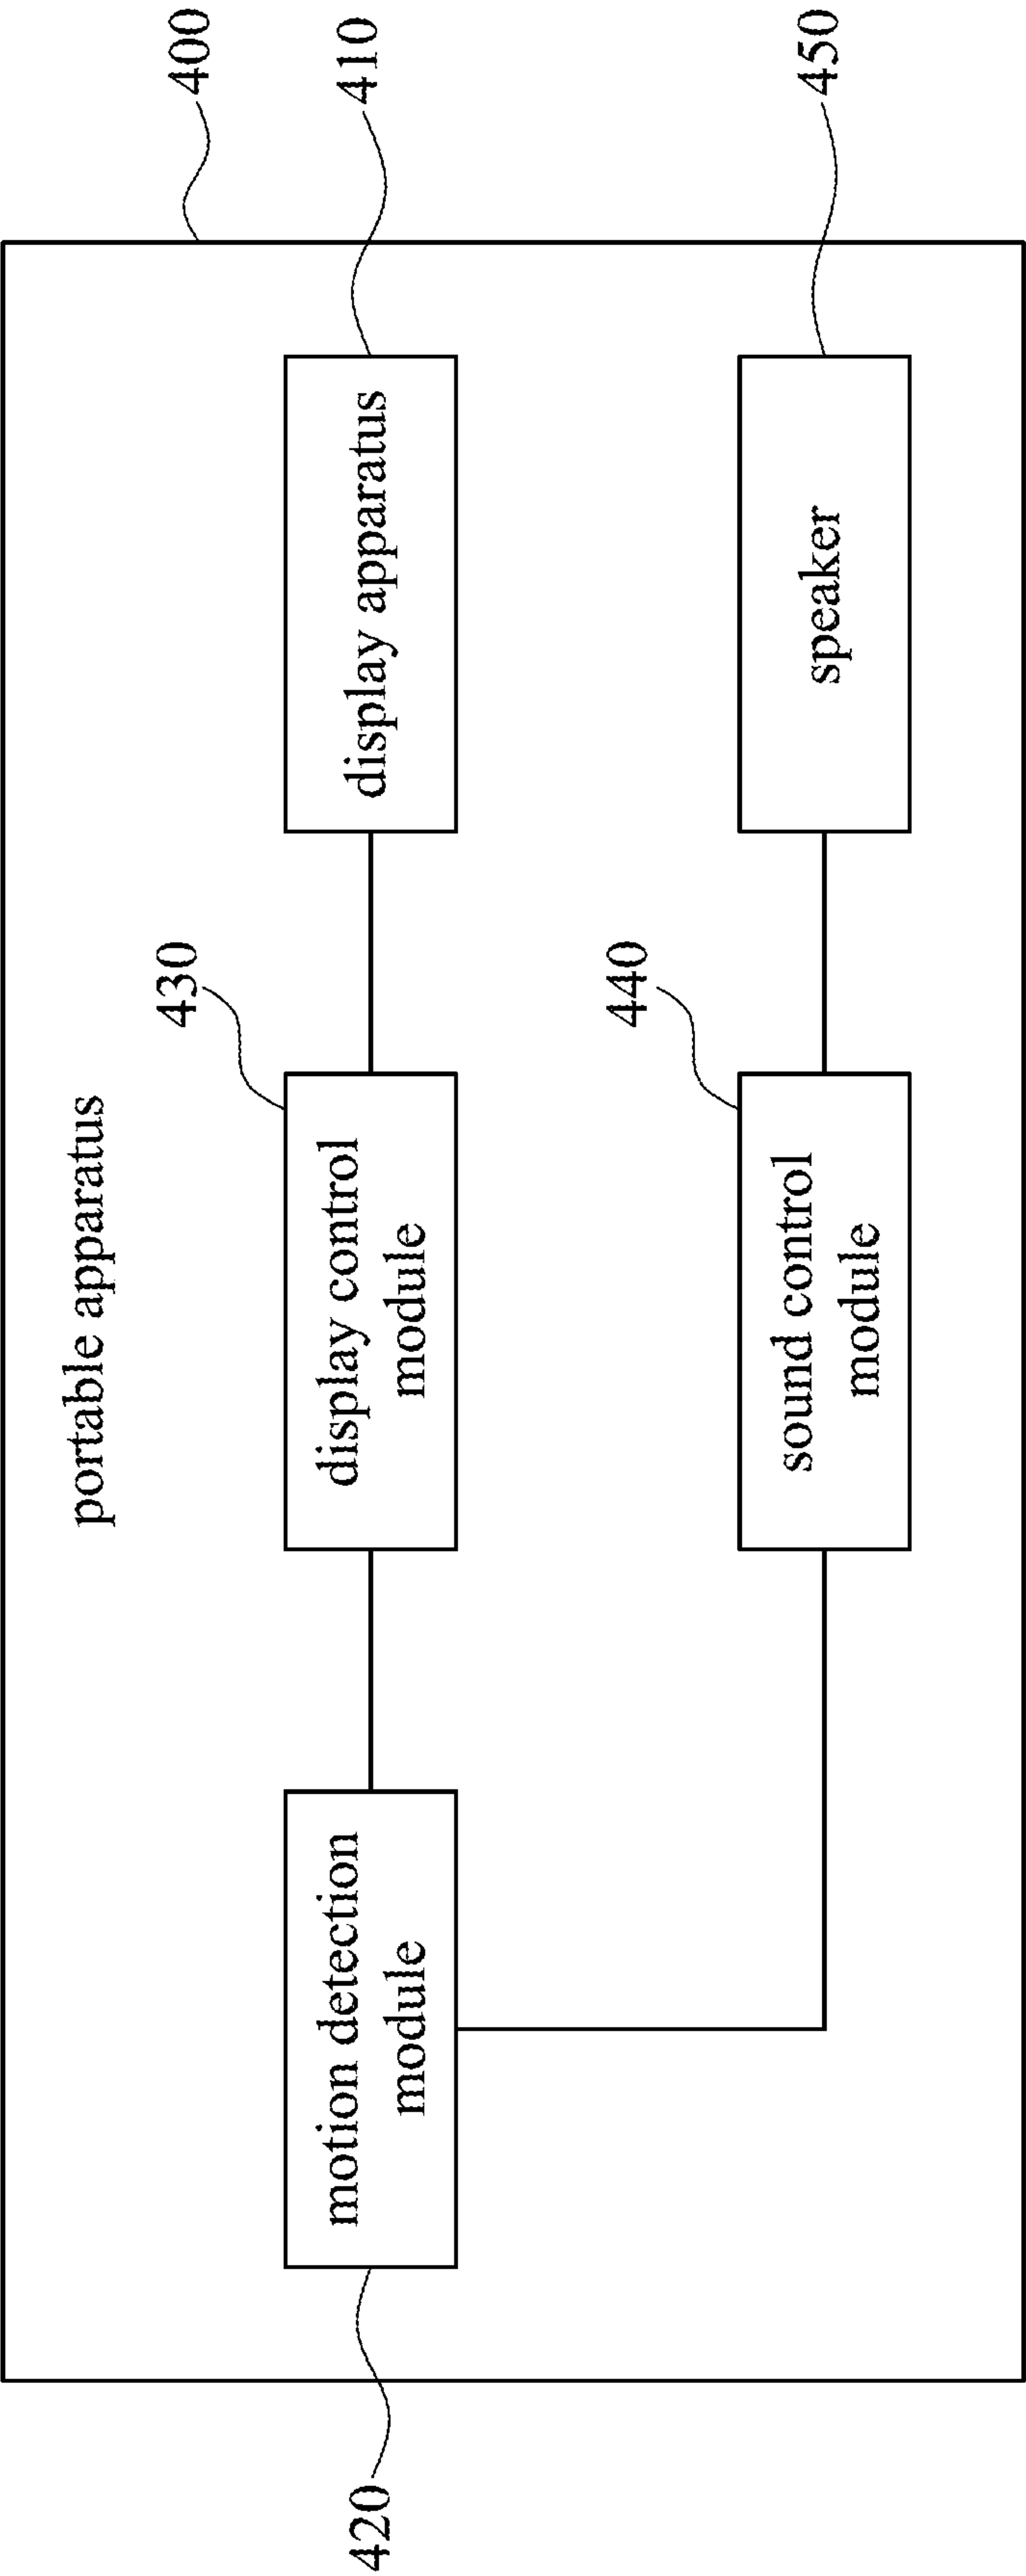 portable apparatus
400
430
410
420
motion detection
module
display control
module
display apparatus
440
450
sound control
module
speaker